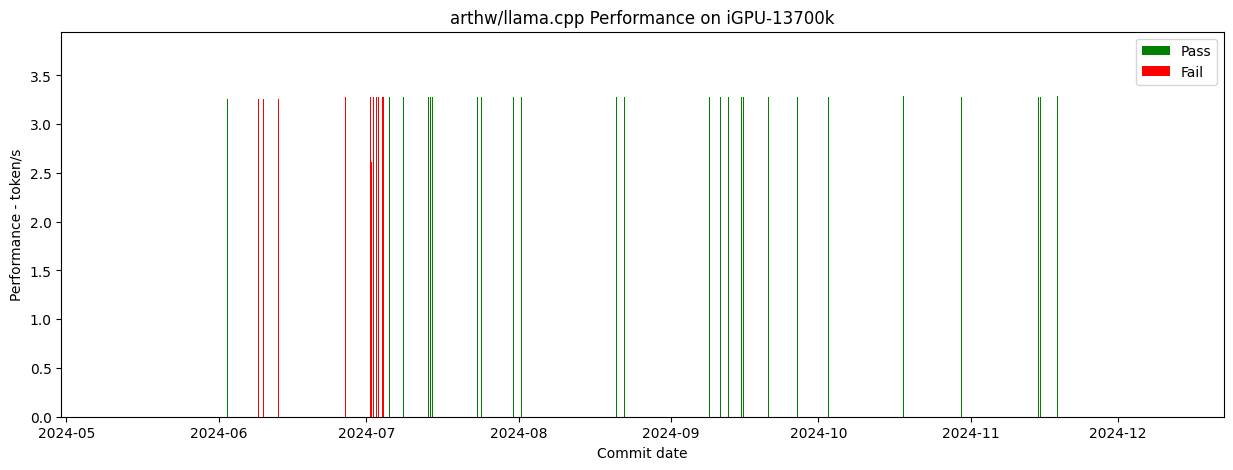 arthw/llama.cpp Performance on iGPU-13700k
Pass
Fail
3.5
3.0
2.5
2.0
1.5
1.0
0.5
0.0
Performance - token/s
2024-05 2024-06 2024-07 2024-08 2024-09 2024-10 2024-11 2024-12
Commit date